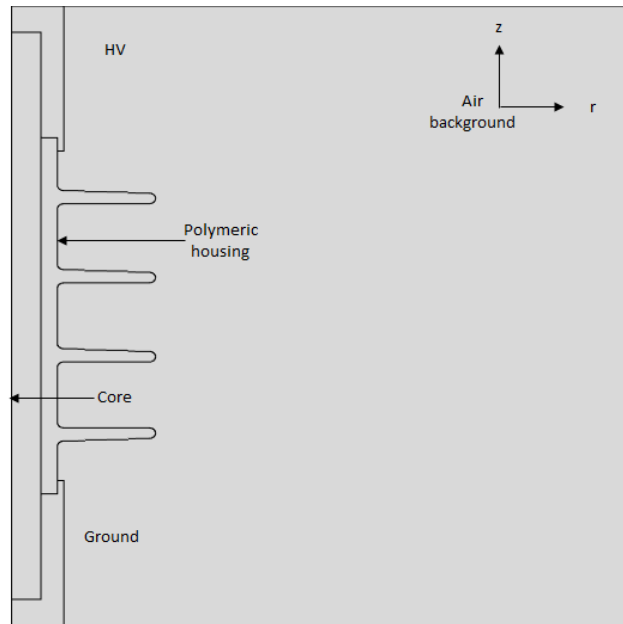 HV
z
Air
background
r
Polymeric
housing
Core
Ground